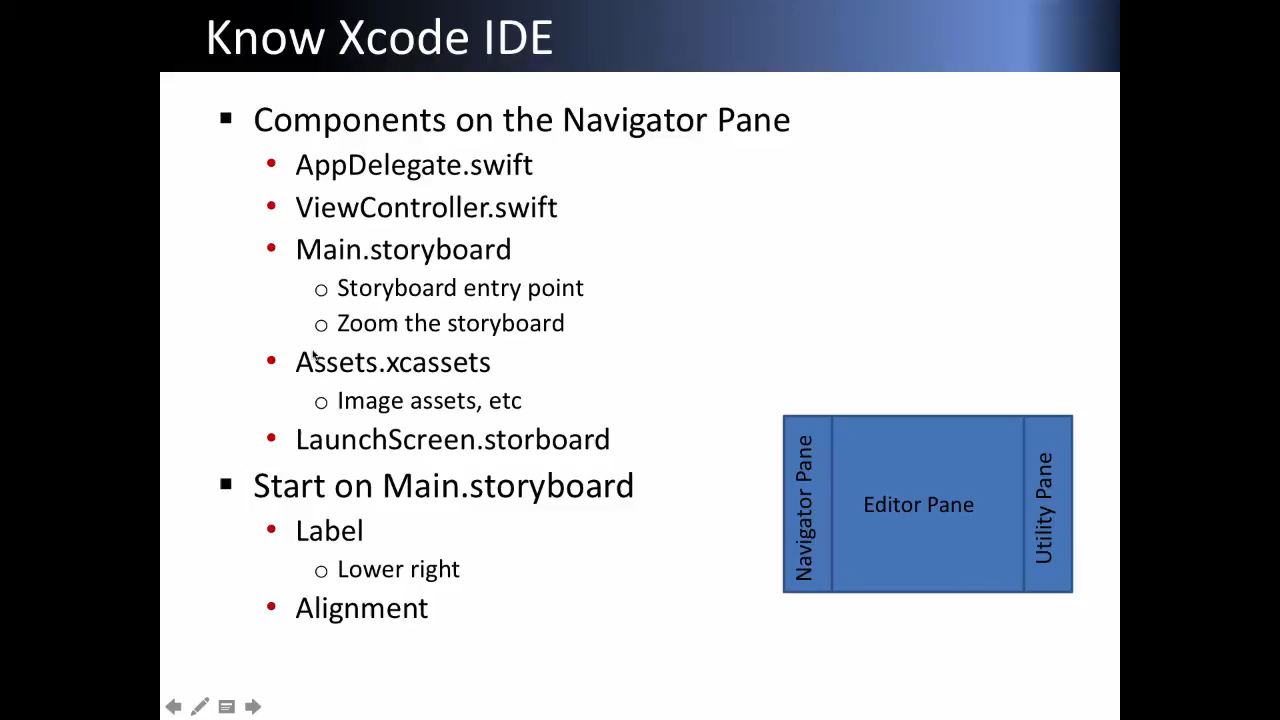 Know Xcode IDE
Components on the Navigator Pane
AppDelegate.swift
ViewController.swift
Main.storyboard
Storyboard entry point
Zoom the storyboard
Assets.xcassets
Image assets, etc
LaunchScreen.storboard
Start on Main.storyboard
Label
Lower right
Alignment
Navigator Pane
Editor Pane
Utility Pane